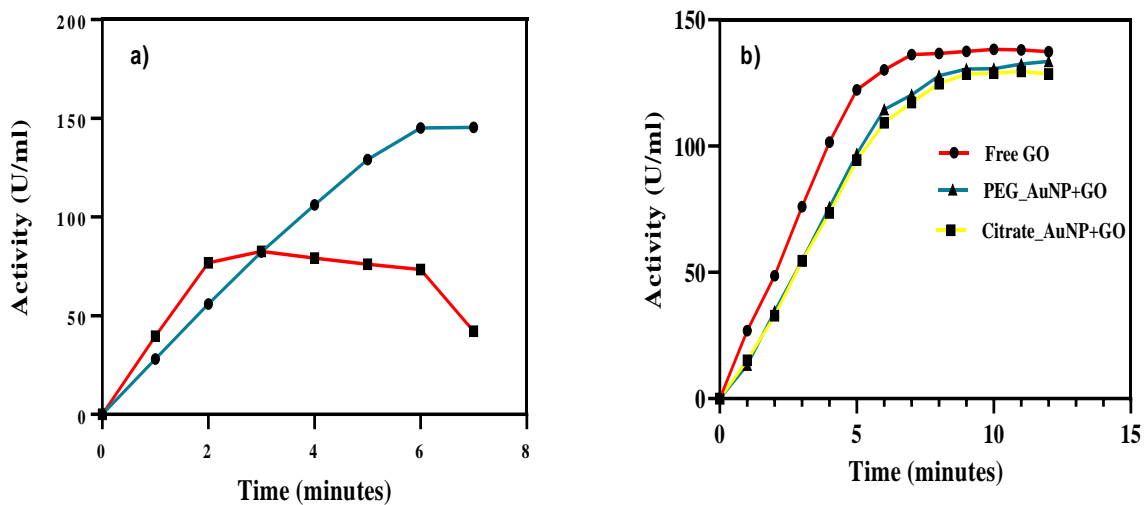 a)
Activity (U/ml)
200
150
100
50
0
0 2 4 6 8
Time (minutes)
b)
Activity (U/ml)
150
100
50
0
Free GO
PEG_AuNP+GO
Citrate_AuNP+GO
0 5 10 15
Time (minutes)